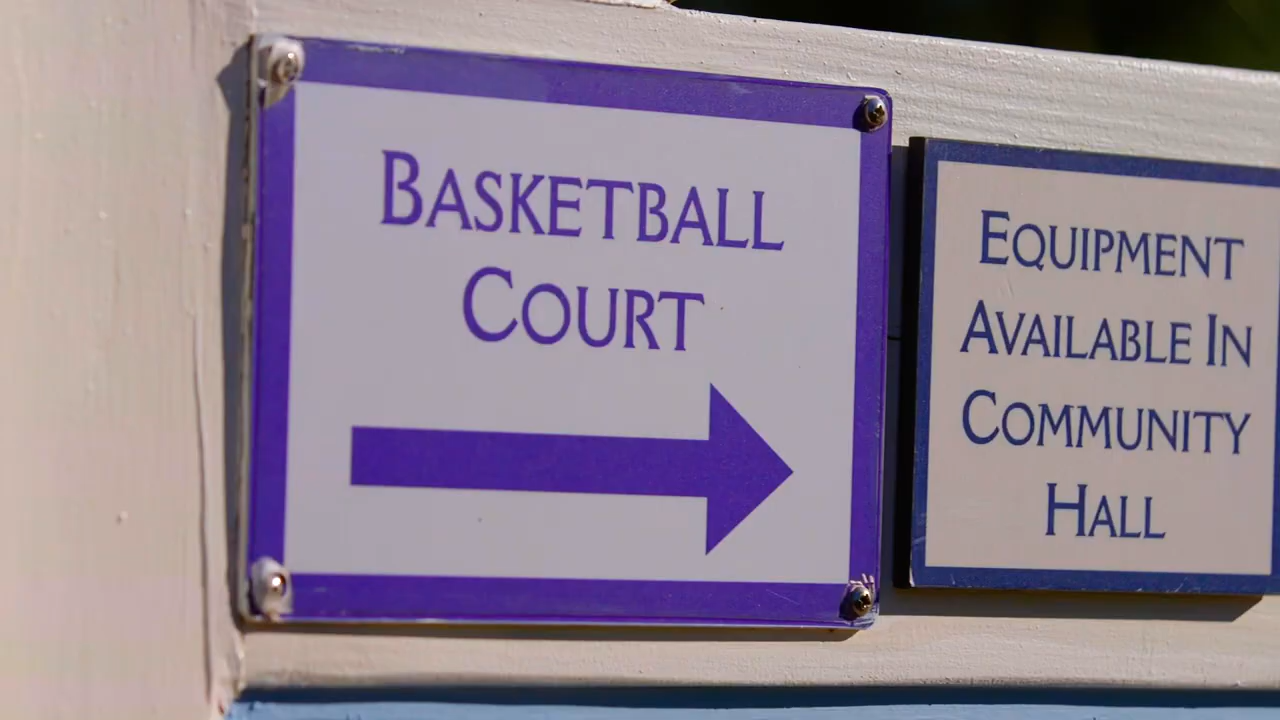 Basketball
Court
Equipment
Available In
Community
Hall